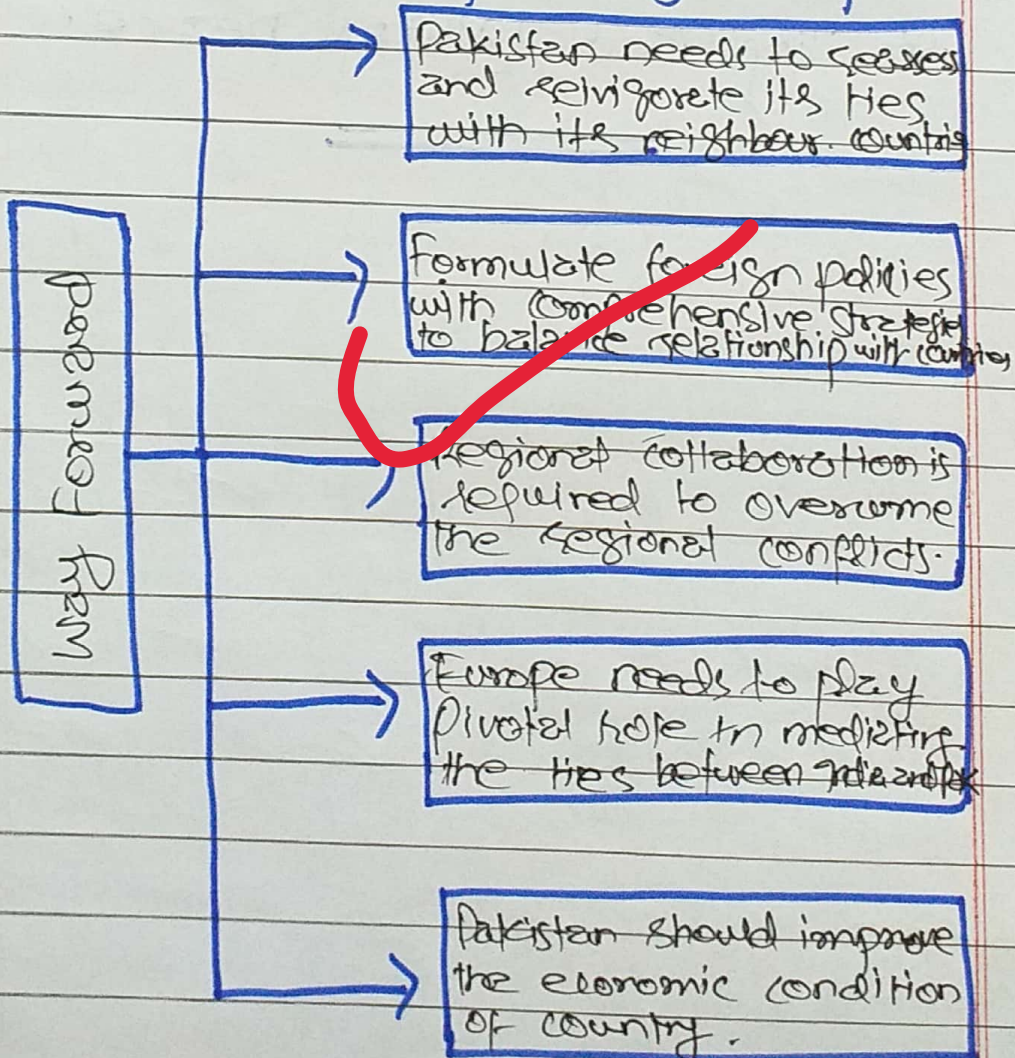 Way Forward
Pakistan needs to seassess
and reivigorate its ties
with its neighbour countries
Formulate foreign policies
with comprehensive strategies
to balance relationship with countries
Regional collaboration is
required to overcome
the regional conflicts.
Europe needs to play
Pivotal role in mediating
the ties between India and Pak
Pakistan should improve
the economic condition
of country.